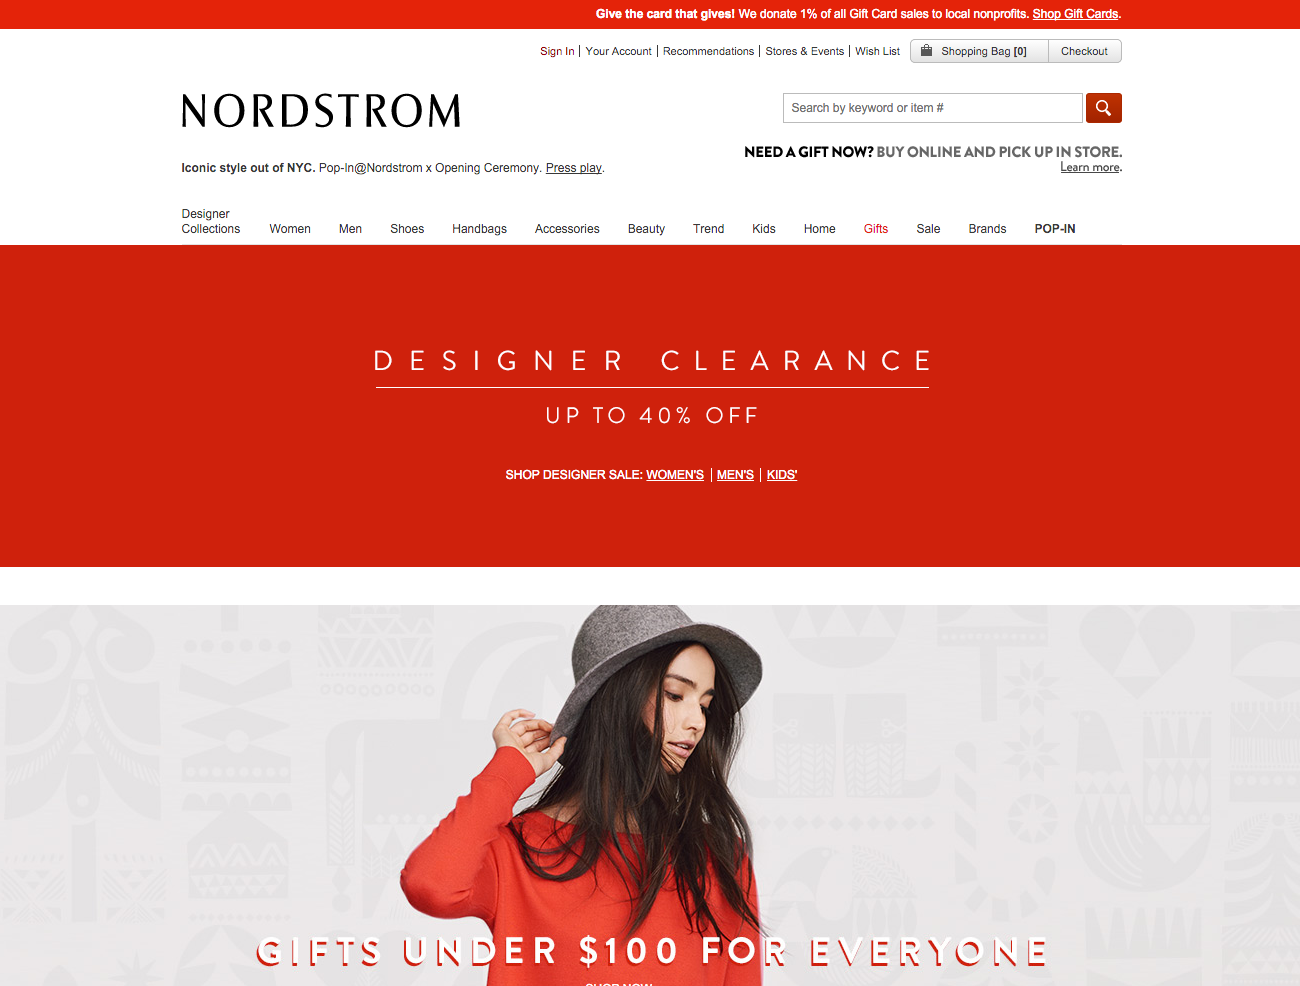 Give the card that gives! We donate 1% of all Gift Card sales to local nonprofits. Shop Gift Cards.
Sign In | Your Account | Recommendations | Stores & Events | Wish List
Shopping Bag [0] Checkout
NORDSTROM
Search by keyword or item #
NEED A GIFT NOW? BUY ONLINE AND PICK UP IN STORE.
Learn more.
Iconic style out of NYC. Pop-In@Nordstrom x Opening Ceremony. Press play.
Designer
Collections Women Men Shoes Handbags Accessories Beauty Trend Kids Home Gifts Sale Brands POP-IN
DESIGNER CLEARANCE
UP TO 40% OFF
SHOP DESIGNER SALE: WOMEN'S | MEN'S | KIDS'
GIFTS UNDER $100 FOR EVERYONE
SHOP NOW